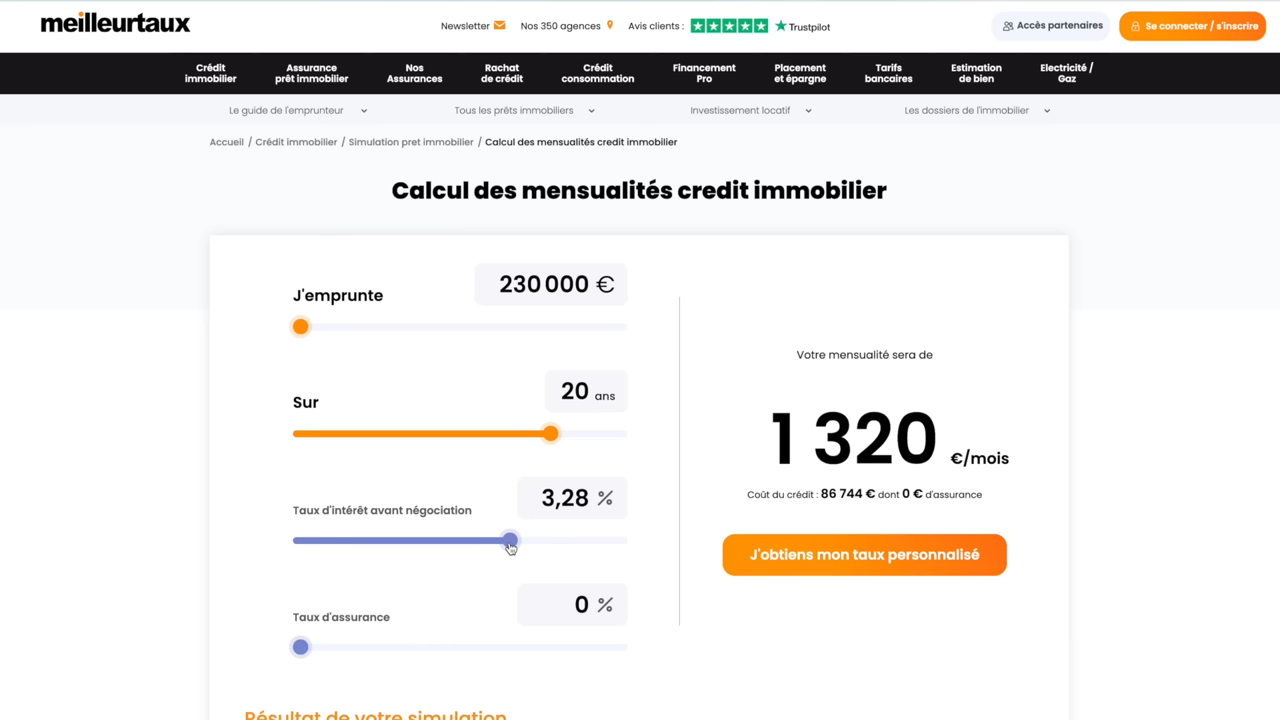 meilleurtaux
Newsletter
Nos 350 agences
Avis clients :
Trustpilot
Accès partenaires
Se connecter / s'inscrire
Crédit
immobilier
Assurance
prêt immobilier
Nos
Assurances
Rachat
de crédit
Crédit
consommation
Financement
Pro
Placement
et épargne
Tarifs
bancaires
Estimation
de bien
Electricité /
Gaz
Le guide de l'emprunteur
Tous les prêts immobiliers
Investissement locatif
Les dossiers de l'immobilier
Accueil / Crédit immobilier / Simulation pret immobilier / Calcul des mensualités credit immobilier
Calcul des mensualités credit immobilier
J'emprunte
230 000 €
Sur
20 ans
Taux d'intérêt avant négociation
3,28 %
Taux d'assurance
0 %
Votre mensualité sera de
1 320 €/mois
Coût du crédit : 86 744 € dont 0 € d'assurance
J'obtiens mon taux personnalisé
Résultat de votre simulation